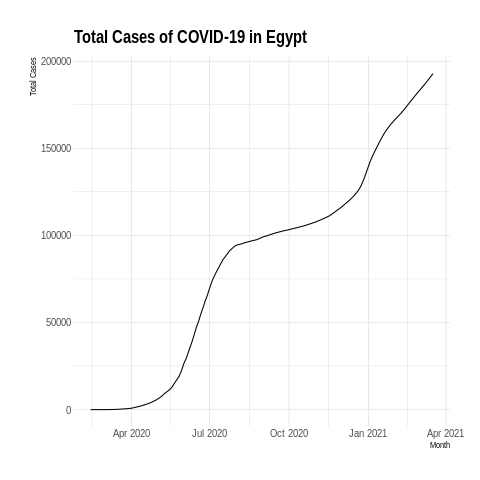 Total Cases of COVID-19 in Egypt
Total Cases
200000
150000
100000
50000
0
Apr 2020 Jul 2020 Oct 2020 Jan 2021 Apr 2021
Month